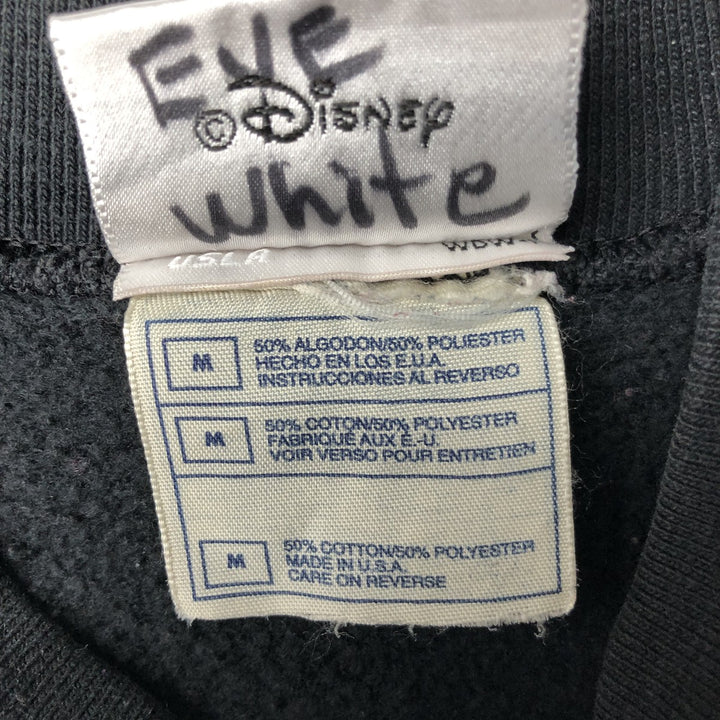 EVE
©Disney
White
U.S.L.A
M
50% ALGODON/50% POLIESTER
HECHO EN LOS E.U.A.
INSTRUCCIONES AL REVERSO
M
50% COTON/50% POLYESTER
FABRIQUÉ AUX É.-U.
VOIR VERSO POUR ENTRETIEN
M
50% COTTON/50% POLYESTER
MADE IN U.S.A.
CARE ON REVERSE